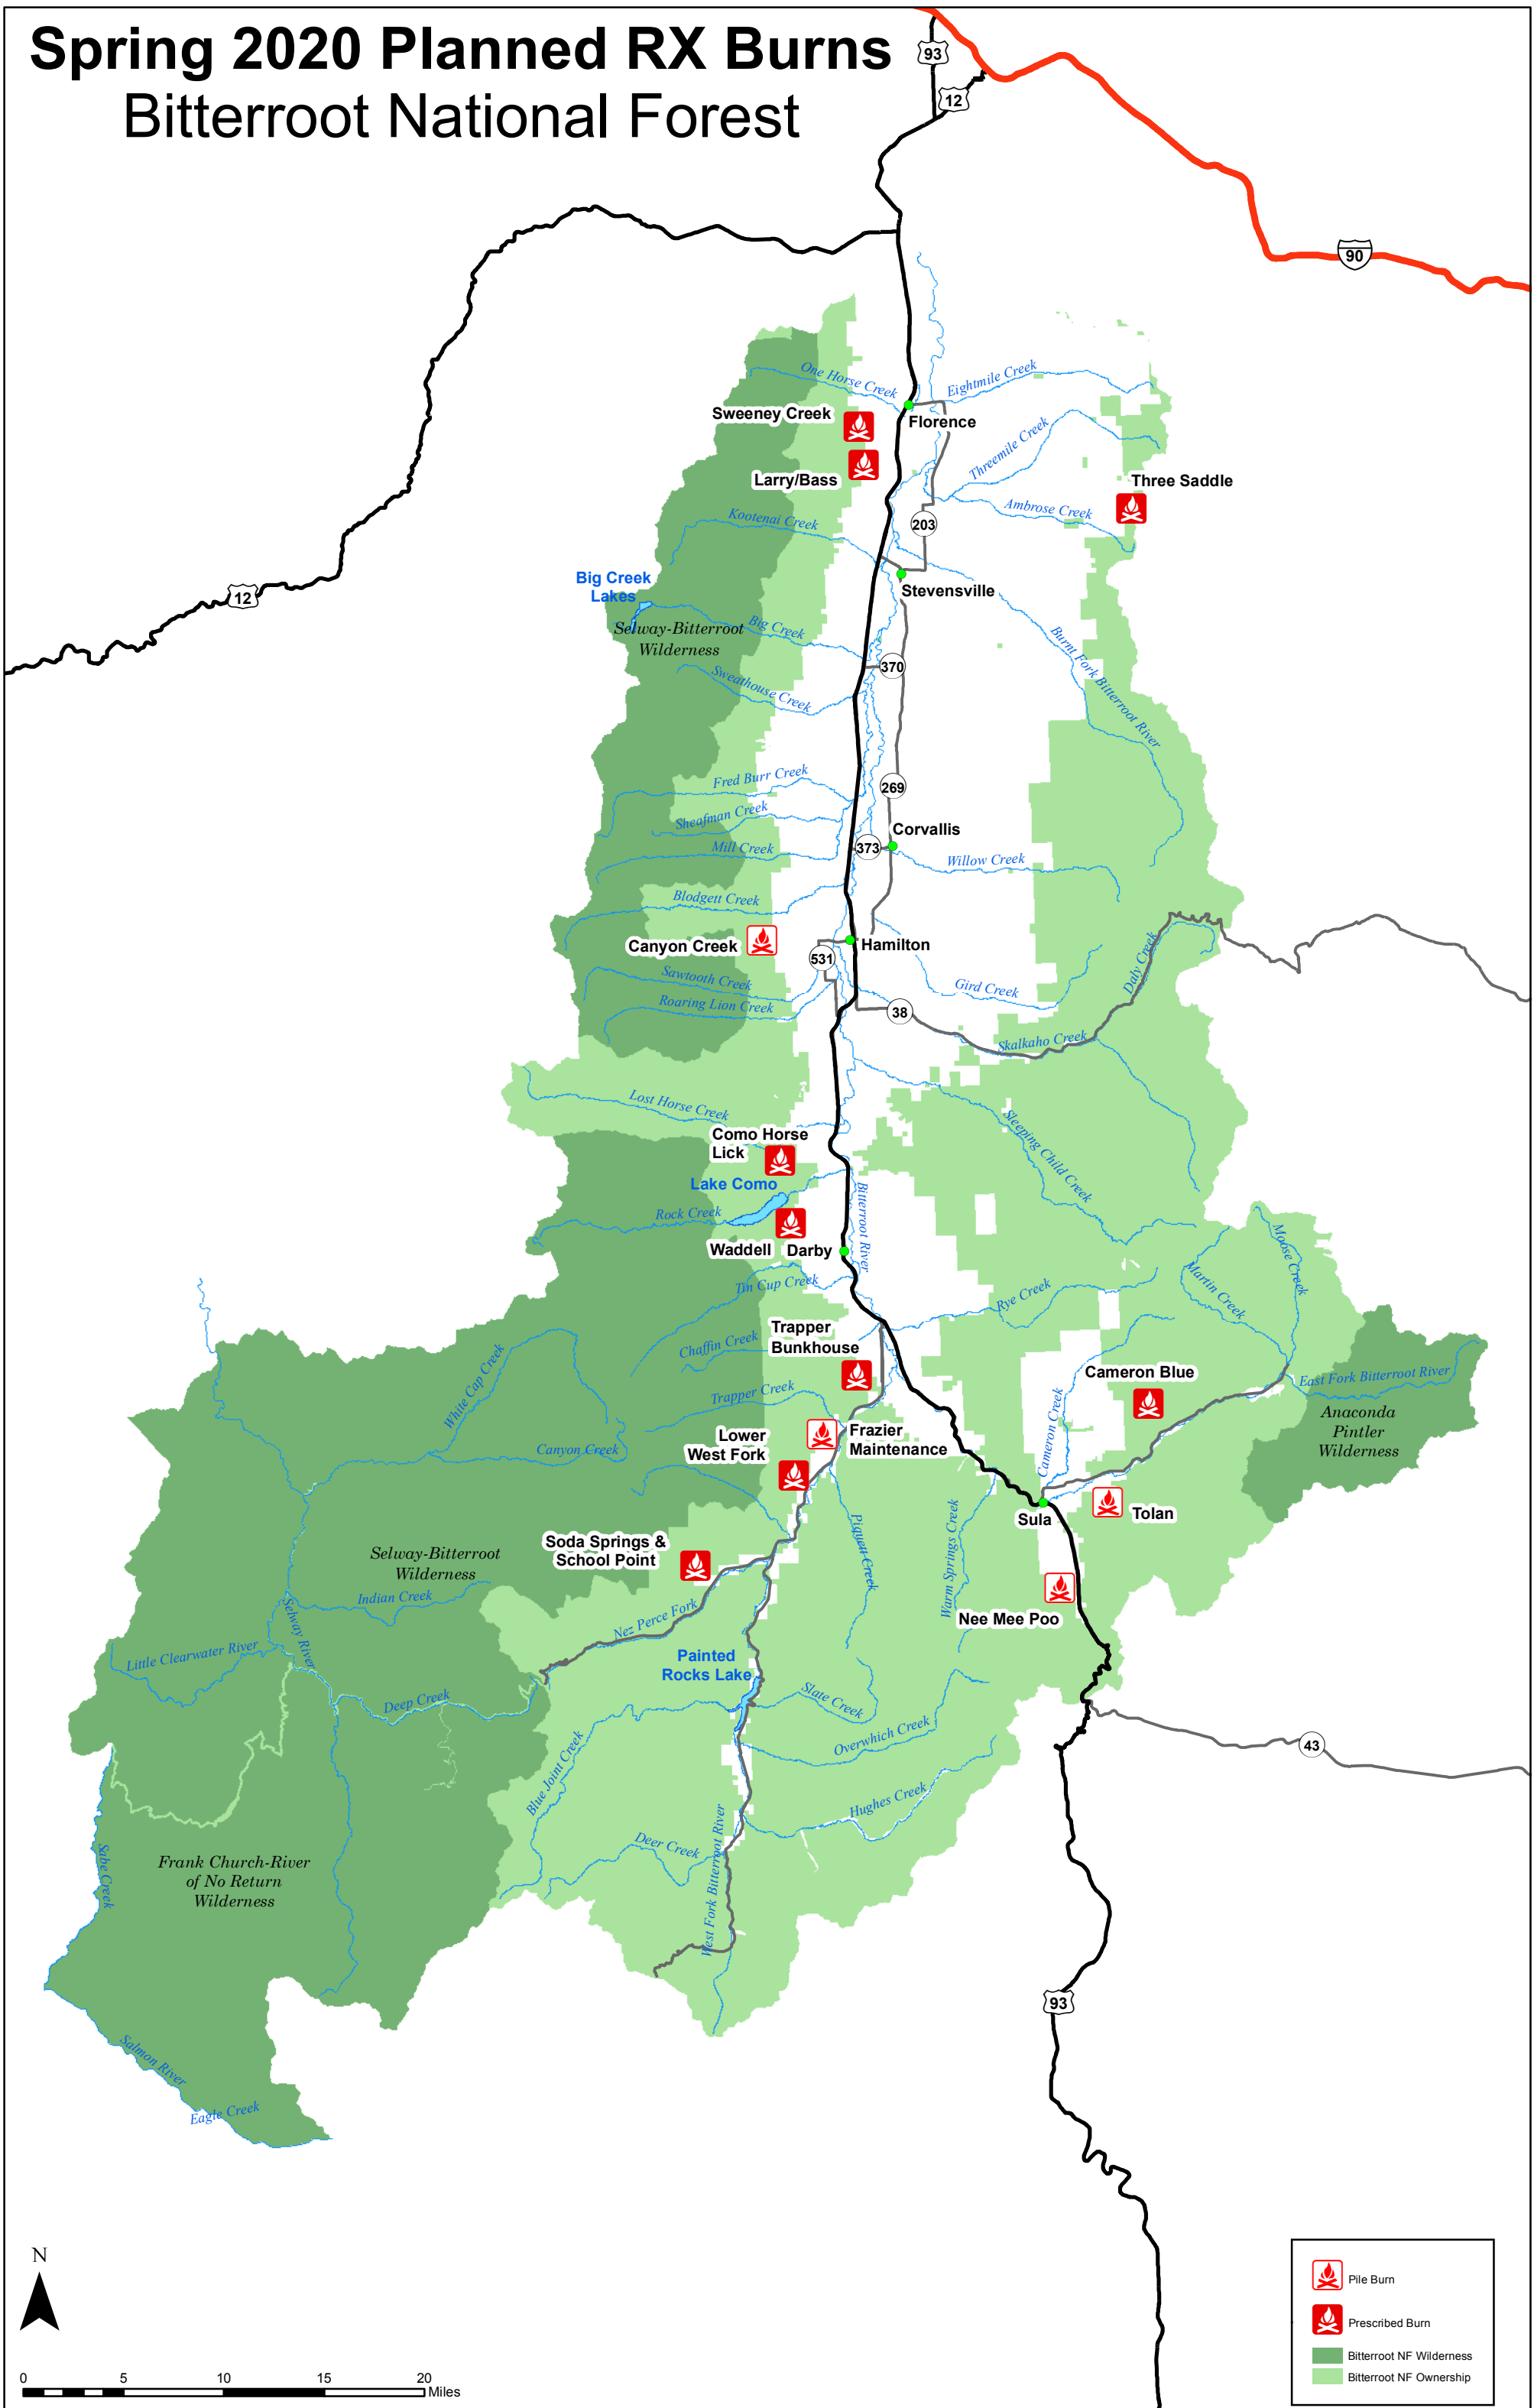 Spring 2020 Planned RX Burns
Bitterroot National Forest
93
12
90
One Horse Creek
Eightmile Creek
Sweeney Creek
Florence
Threemile Creek
Larry/Bass
Three Saddle
Ambrose Creek
Kootenai Creek
203
Big Creek
Lakes
12
Stevensville
Selway-Bitterroot
Wilderness
Big Creek
Burnt Fork Bitterroot River
370
Sweathouse Creek
Fred Burr Creek
269
Sheafman Creek
Corvallis
Mill Creek
373
Willow Creek
Blodgett Creek
Canyon Creek
Hamilton
531
Daly Creek
Sawtooth Creek
Gird Creek
Roaring Lion Creek
38
Skalkaho Creek
Lost Horse Creek
Sleeping Child Creek
Como Horse
Lick
Lake Como
Bitterroot River
Rock Creek
Waddell
Darby
Moose Creek
Tin Cup Creek
Martin Creek
Rye Creek
Trapper
Bunkhouse
Chaffin Creek
White Cap Creek
Cameron Blue
East Fork Bitterroot River
Trapper Creek
Anaconda
Pintler
Wilderness
Cameron Creek
Lower
West Fork
Frazier
Maintenance
Canyon Creek
Tolan
Sula
Piquett Creek
Warm Springs Creek
Soda Springs &
School Point
Selway-Bitterroot
Wilderness
Indian Creek
Nee Mee Poo
Nez Perce Fork
Selway River
Little Clearwater River
Painted
Rocks Lake
Deep Creek
Slate Creek
Overwhich Creek
43
Blue Joint Creek
Hughes Creek
Deer Creek
West Fork Bitterroot River
Sabe Creek
Frank Church-River
of No Return
Wilderness
93
Salmon River
Eagle Creek
N
0 5 10 15 20
Miles
Pile Burn
Prescribed Burn
Bitterroot NF Wilderness
Bitterroot NF Ownership